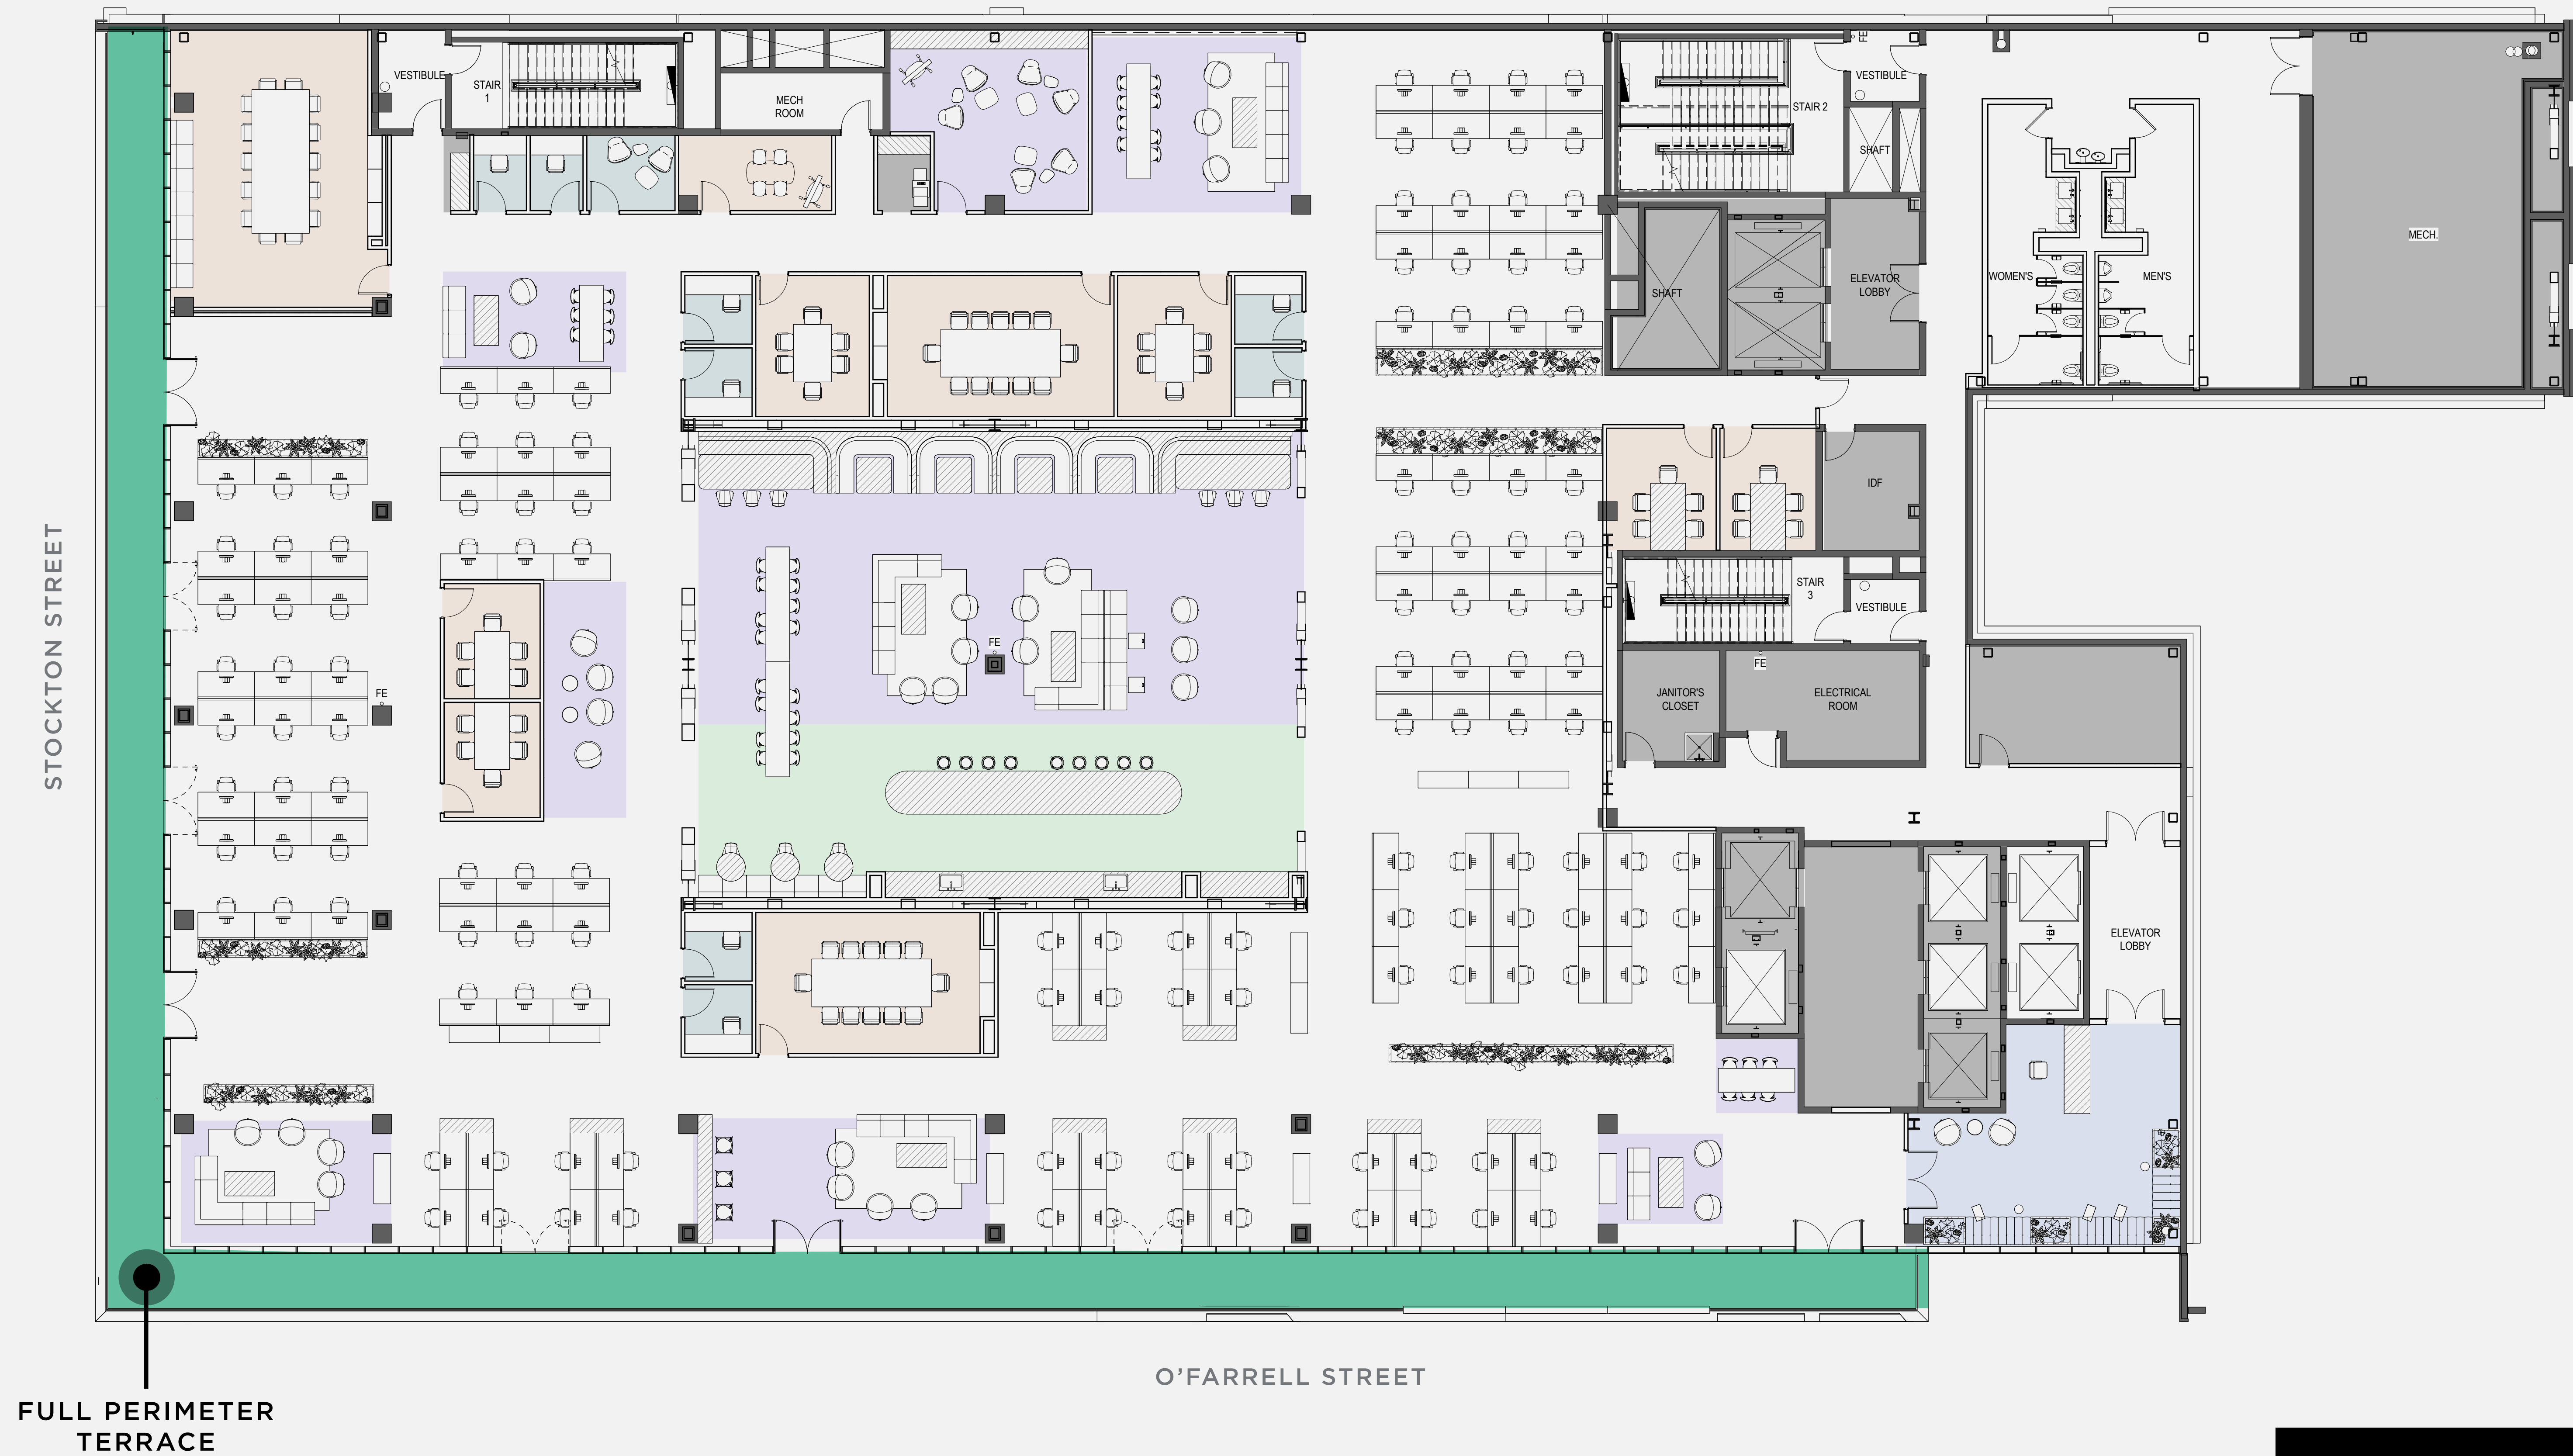 FE
VESTIBULE
STAIR
1
MECH
ROOM
VESTIBULE
STAIR 2
SHAFT
MECH.
ELEVATOR
LOBBY
SHAFT
WOMEN'S
MEN'S
IDF
STAIR
3
VESTIBULE
FE
FE
FE
JANITOR'S
CLOSET
ELECTRICAL
ROOM
ELEVATOR
LOBBY
STOCKTON STREET
O'FARRELL STREET
FULL PERIMETER
TERRACE